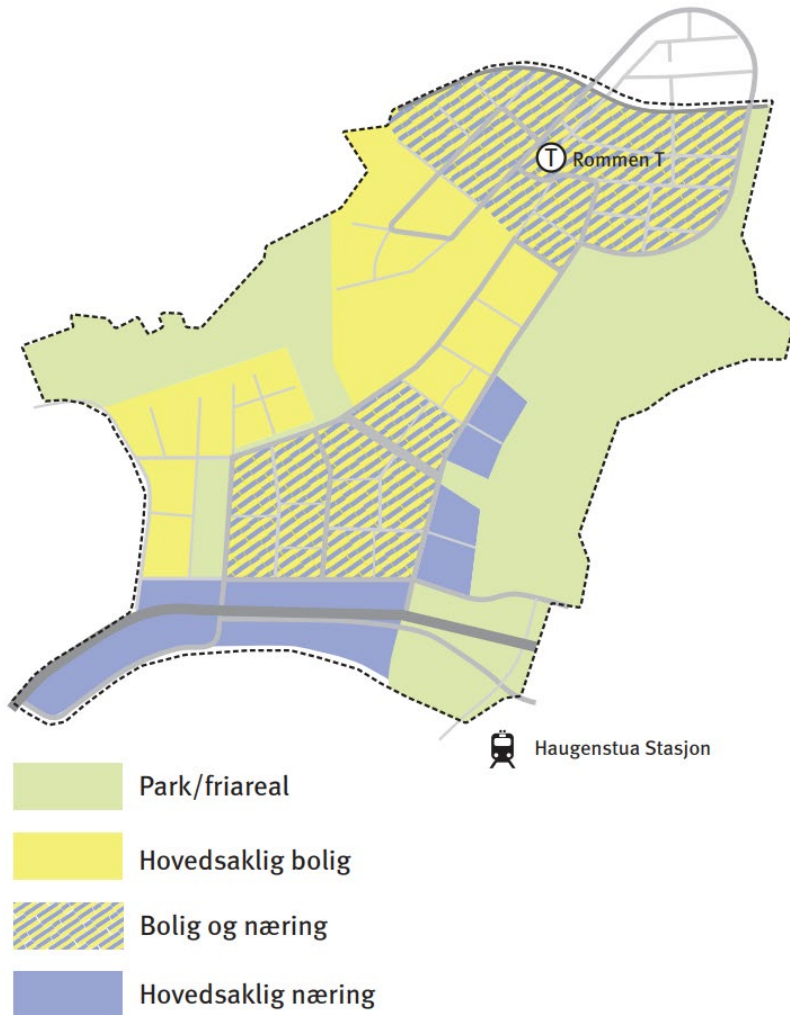 T Rommen T
Haugenstua Stasjon
Park/friareal
Hovedsaklig bolig
Bolig og næring
Hovedsaklig næring